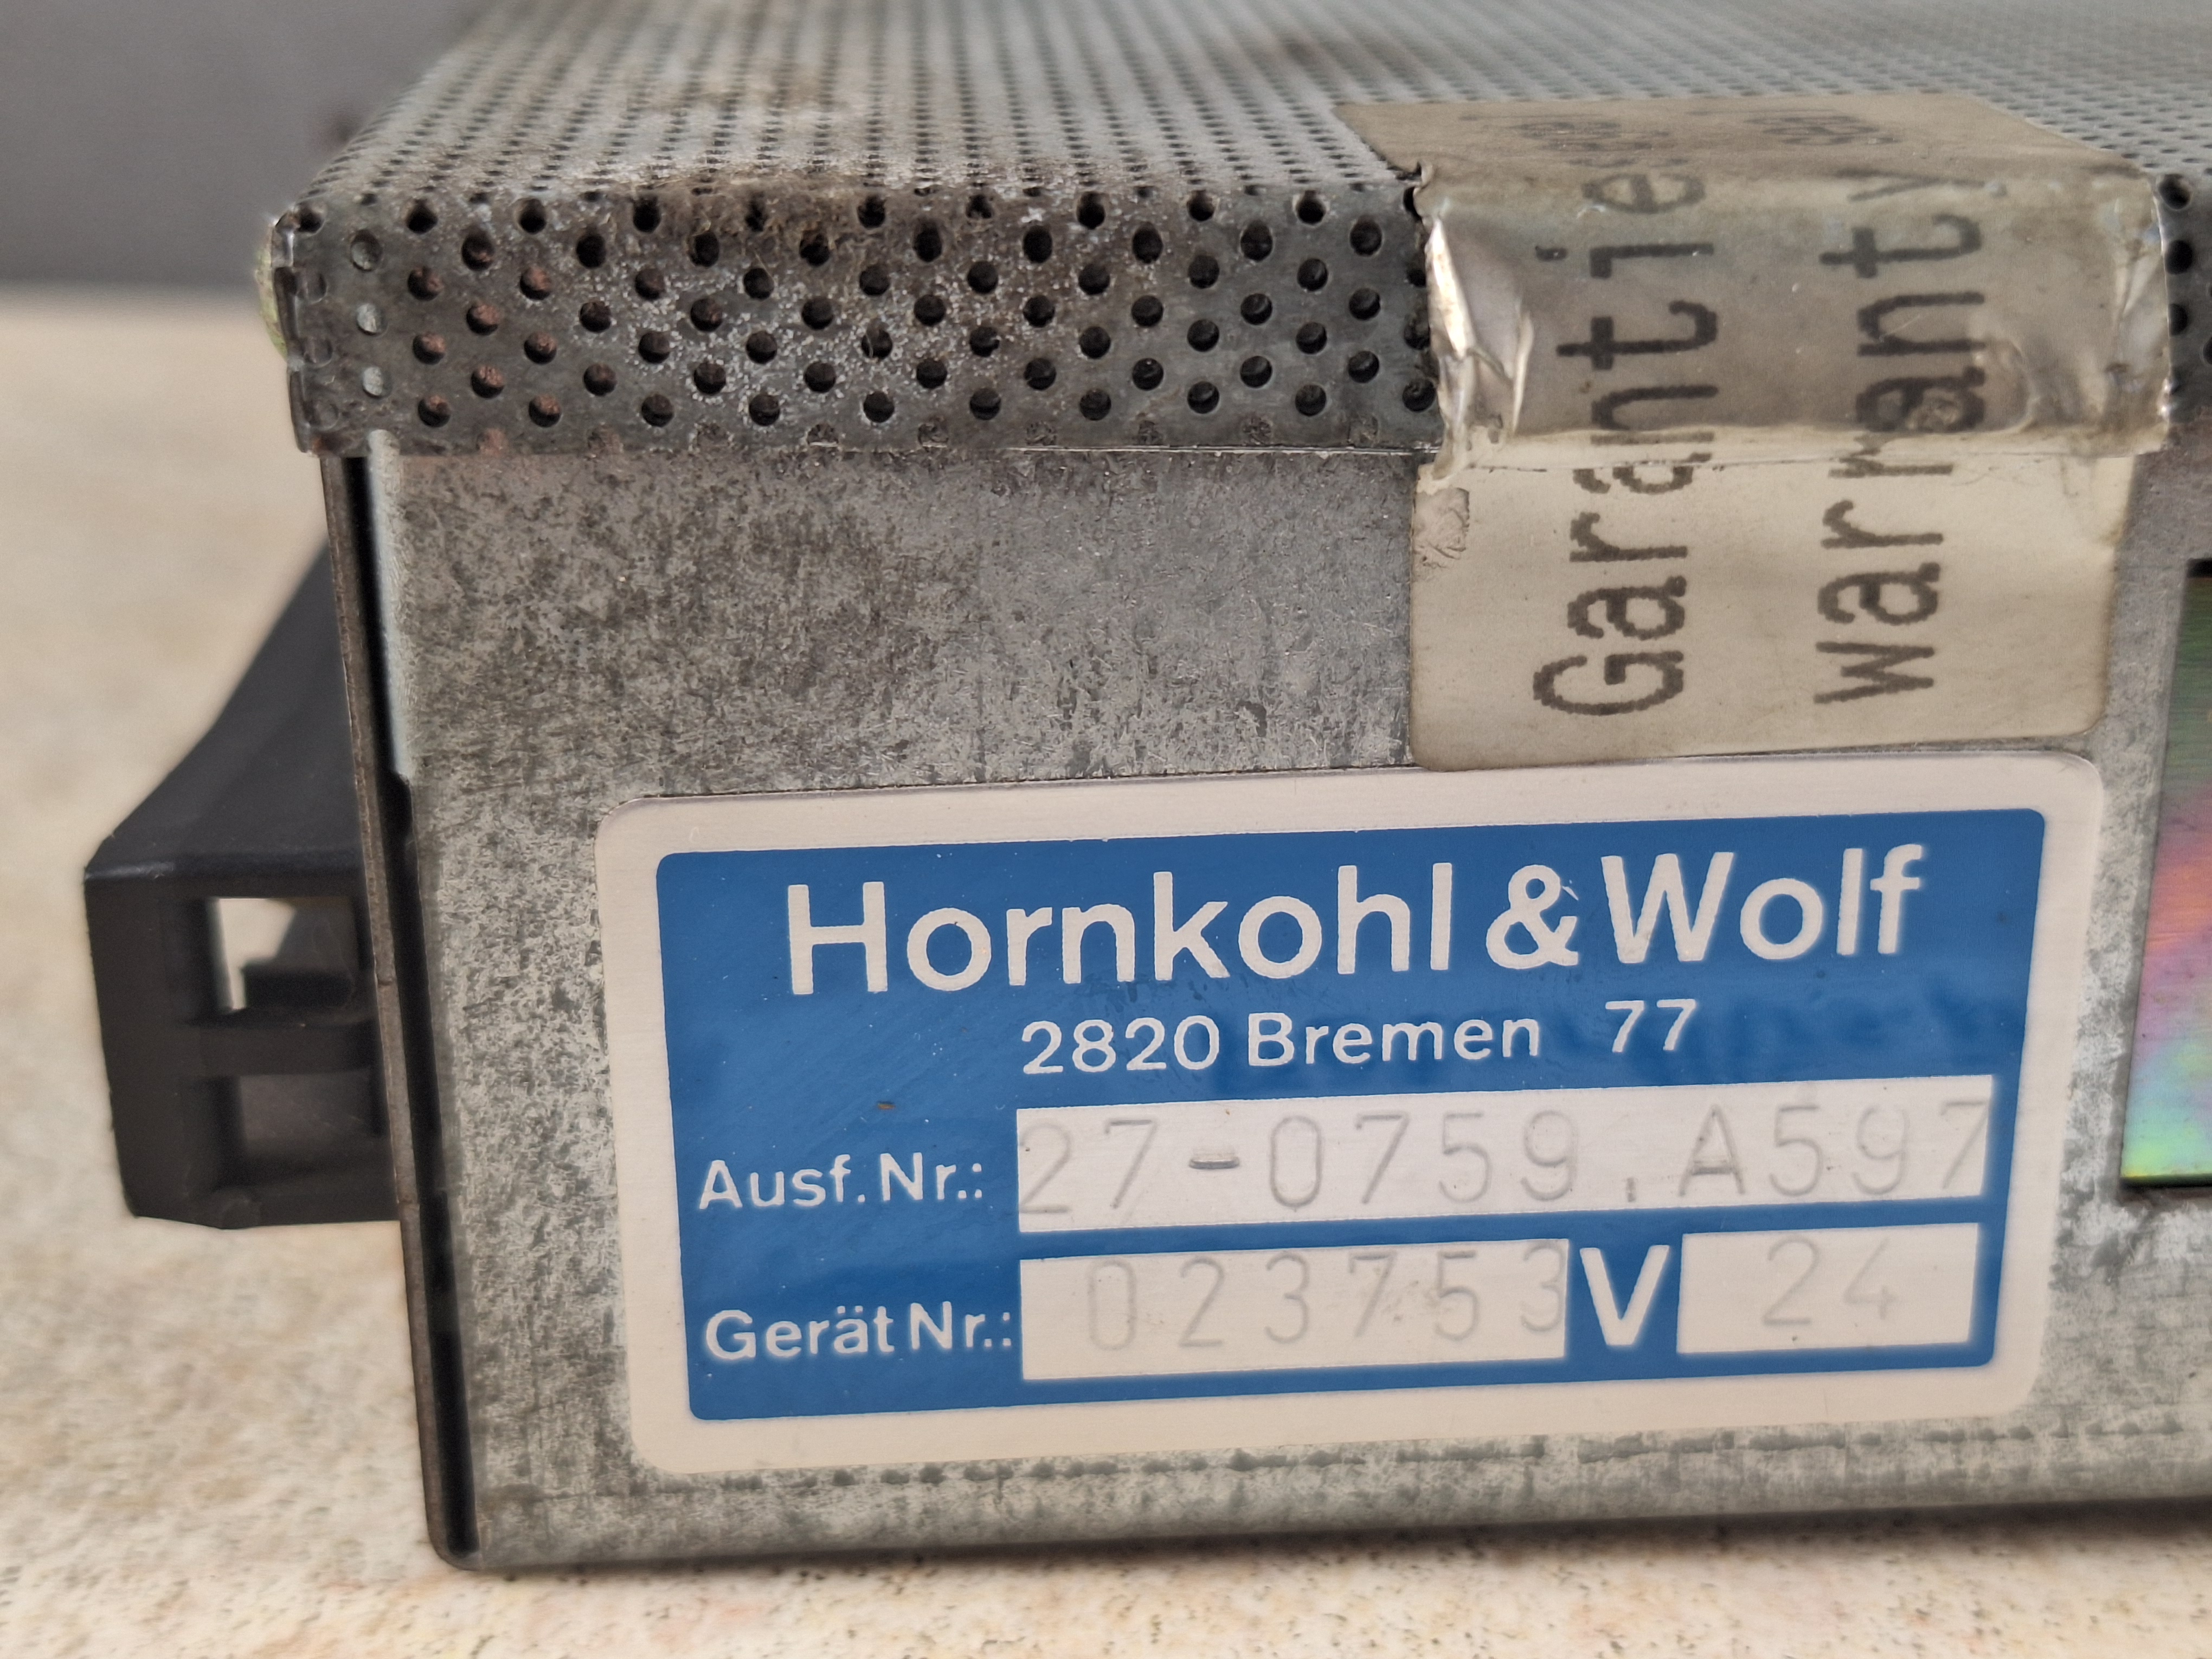 Garantie
warranty
Hornkohl & Wolf
2820 Bremen 77
Ausf. Nr.: 27-0759.A597
Gerät Nr.: 023753 V 24